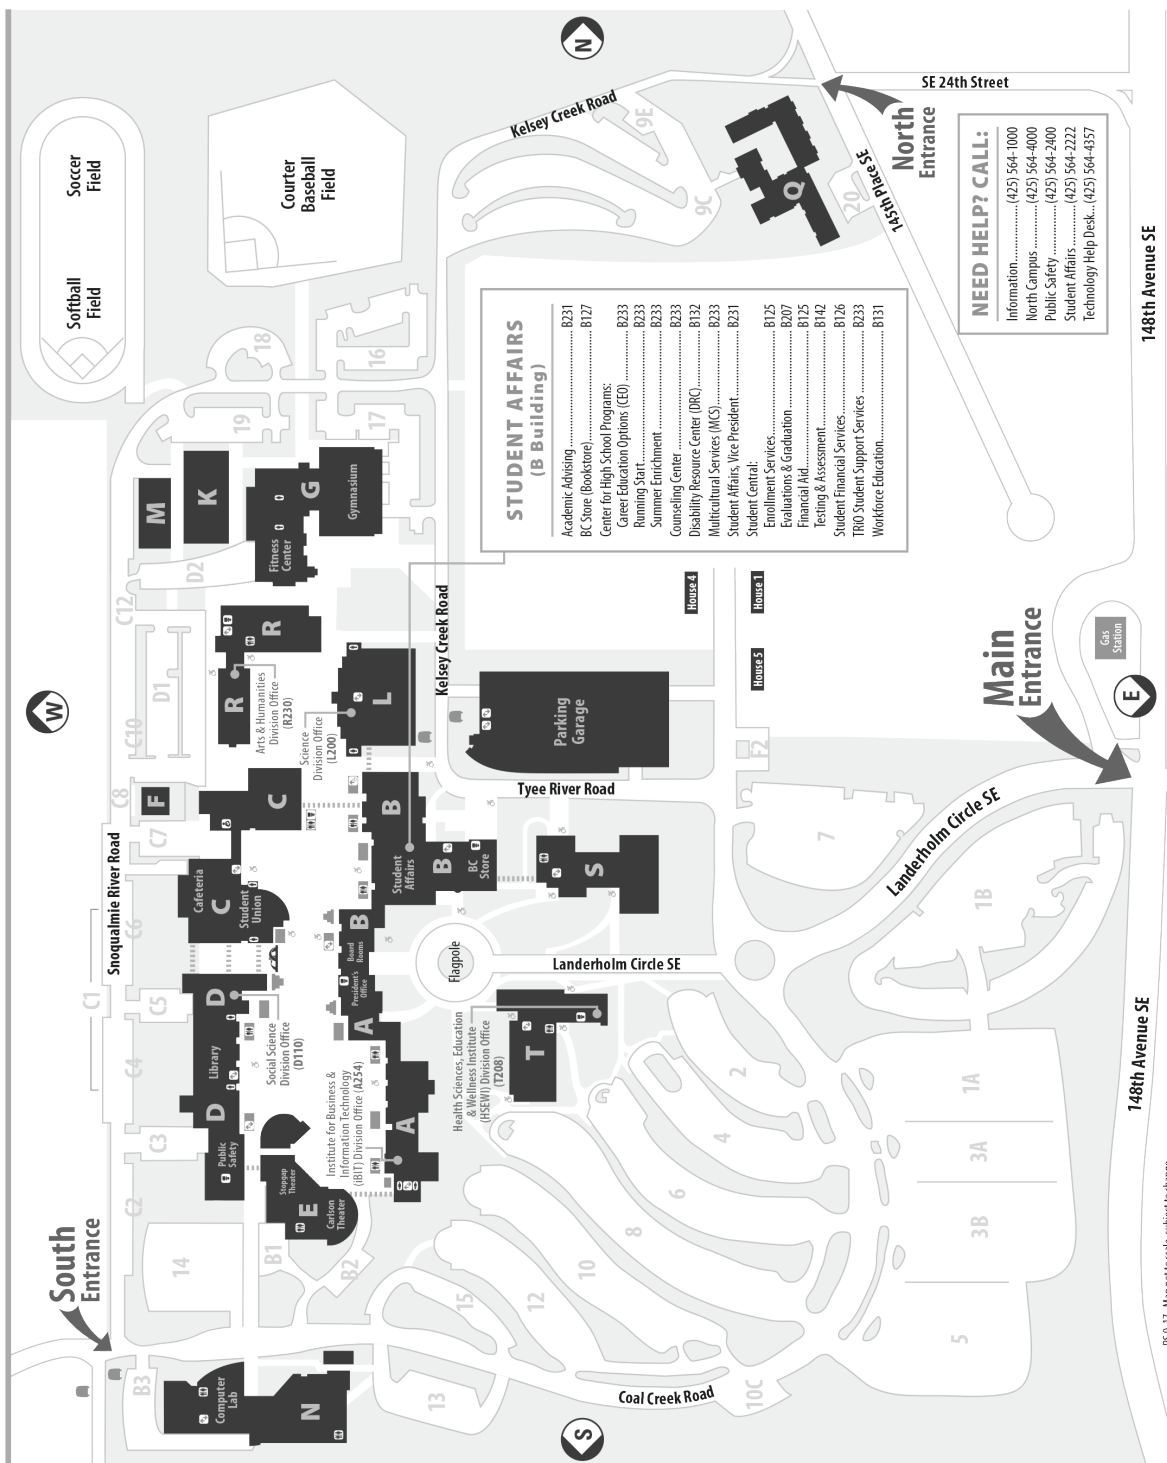 N
W
E
S
Soccer
Field
Softball
Field
Courter
Baseball
Field
Kelsey Creek Road
SE 24th Street
North
Entrance
145th Place SE
148th Avenue SE
9E
9C
20
Q
18
16
19
17
NEED HELP? CALL:
Information (425) 564-1000
North Campus (425) 564-4000
Public Safety (425) 564-2400
Student Affairs (425) 564-2222
Technology Help Desk (425) 564-4357
STUDENT AFFAIRS
(B Building)
Academic Advising B231
BC Store (Bookstore) B127
Center for High School Programs:
Career Education Options (CEO) B233
Running Start B233
Summer Enrichment B233
Counseling Center B233
Disability Resource Center (DRC) B132
Multicultural Services (MCS) B233
Student Affairs, Vice President B231
Student Central:
Enrollment Services B125
Evaluations & Graduation B207
Financial Aid B125
Testing & Assessment B142
Student Financial Services B126
TRiO Student Support Services B233
Workforce Education B131
M
K
G
Gymnasium
Fitness
Center
D2
C12
D1
C10
R
R
Arts & Humanities
Division Office
(R230)
L
Science
Division Office
(L200)
Kelsey Creek Road
House 4
House 1
House 5
Parking
Garage
Tyee River Road
F2
Main
Entrance
Gas
Station
C8
F
C7
C
Snoqualmie River Road
Cafeteria
C
Student
Union
C6
B
Student
Affairs
B
BC
Store
S
B
Board
Rooms
President's
Office
A
Flagpole
Landerholm Circle SE
Landerholm Circle SE
7
1B
C1
C5
C4
C3
C2
D
Library
D
Public
Safety
Social Science
Division Office
(D110)
Institute for Business &
Information Technology
(iBIT) Division Office (A254)
A
Health Sciences, Education
& Wellness Institute
(HSEWI) Division Office
(T208)
T
Stopgap
Theater
E
Carlson
Theater
2
4
6
8
10
12
15
1A
3A
3B
5
148th Avenue SE
South
Entrance
14
B1
B2
B3
Computer
Lab
N
13
Coal Creek Road
10C